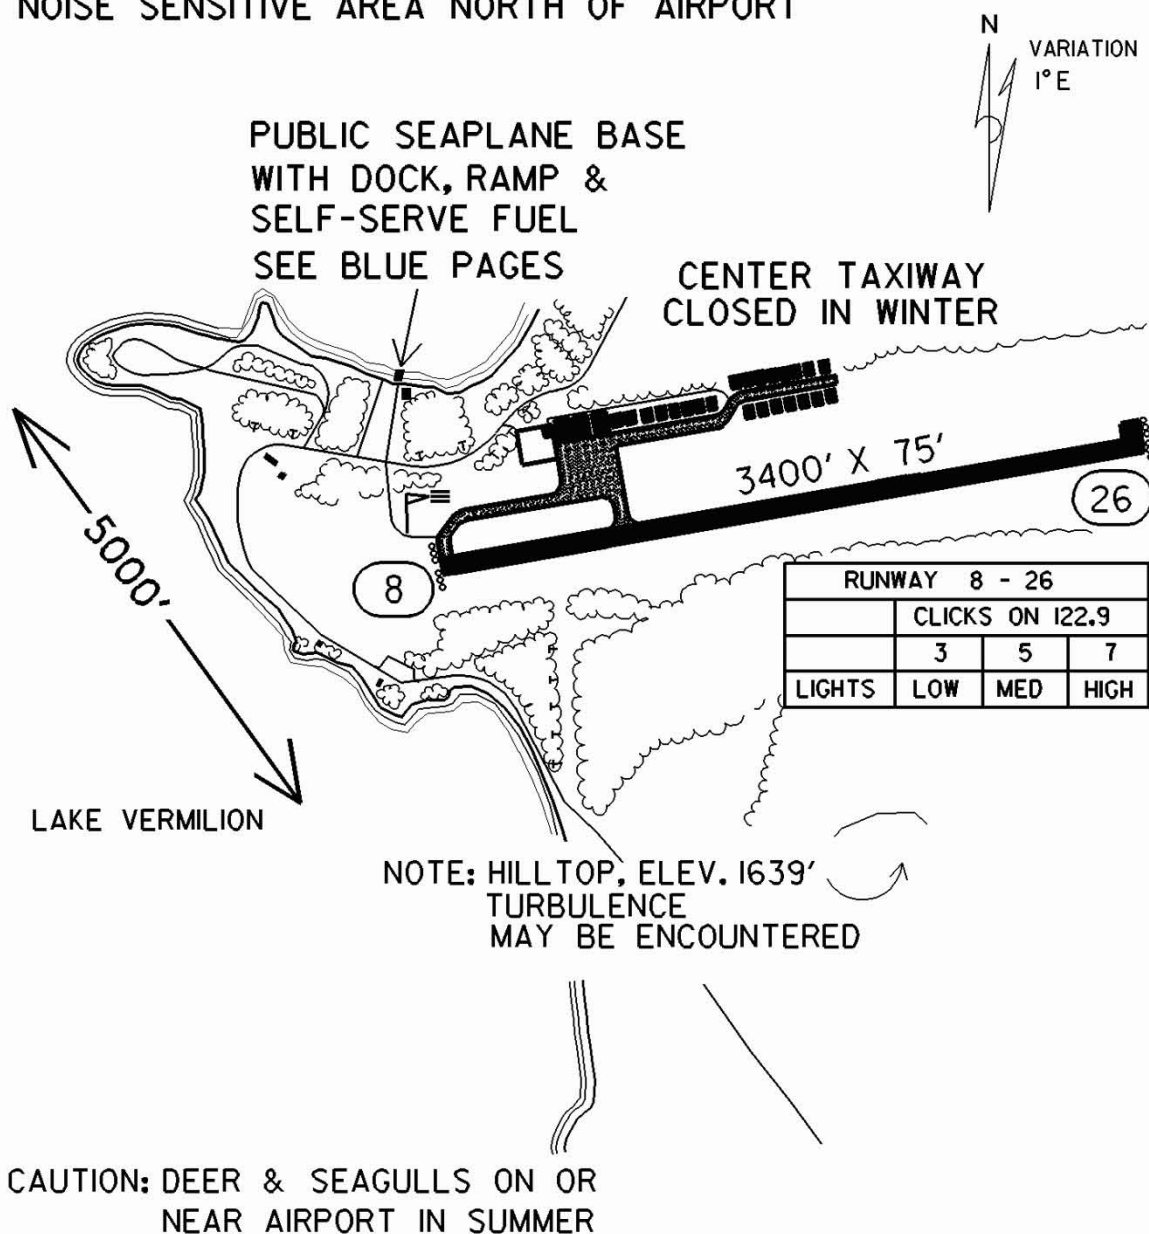 NOISE SENSITIVE AREA NORTH OF AIRPORT
N
VARIATION
1°E
PUBLIC SEAPLANE BASE
WITH DOCK, RAMP &
SELF-SERVE FUEL
SEE BLUE PAGES
CENTER TAXIWAY
CLOSED IN WINTER
3400' X 75'
26
8
5000'
RUNWAY 8 - 26
CLICKS ON 122.9
3 5 7
LIGHTS LOW MED HIGH
LAKE VERMILION
NOTE: HILLTOP, ELEV. 1639'
TURBULENCE
MAY BE ENCOUNTERED
CAUTION: DEER & SEAGULLS ON OR
NEAR AIRPORT IN SUMMER